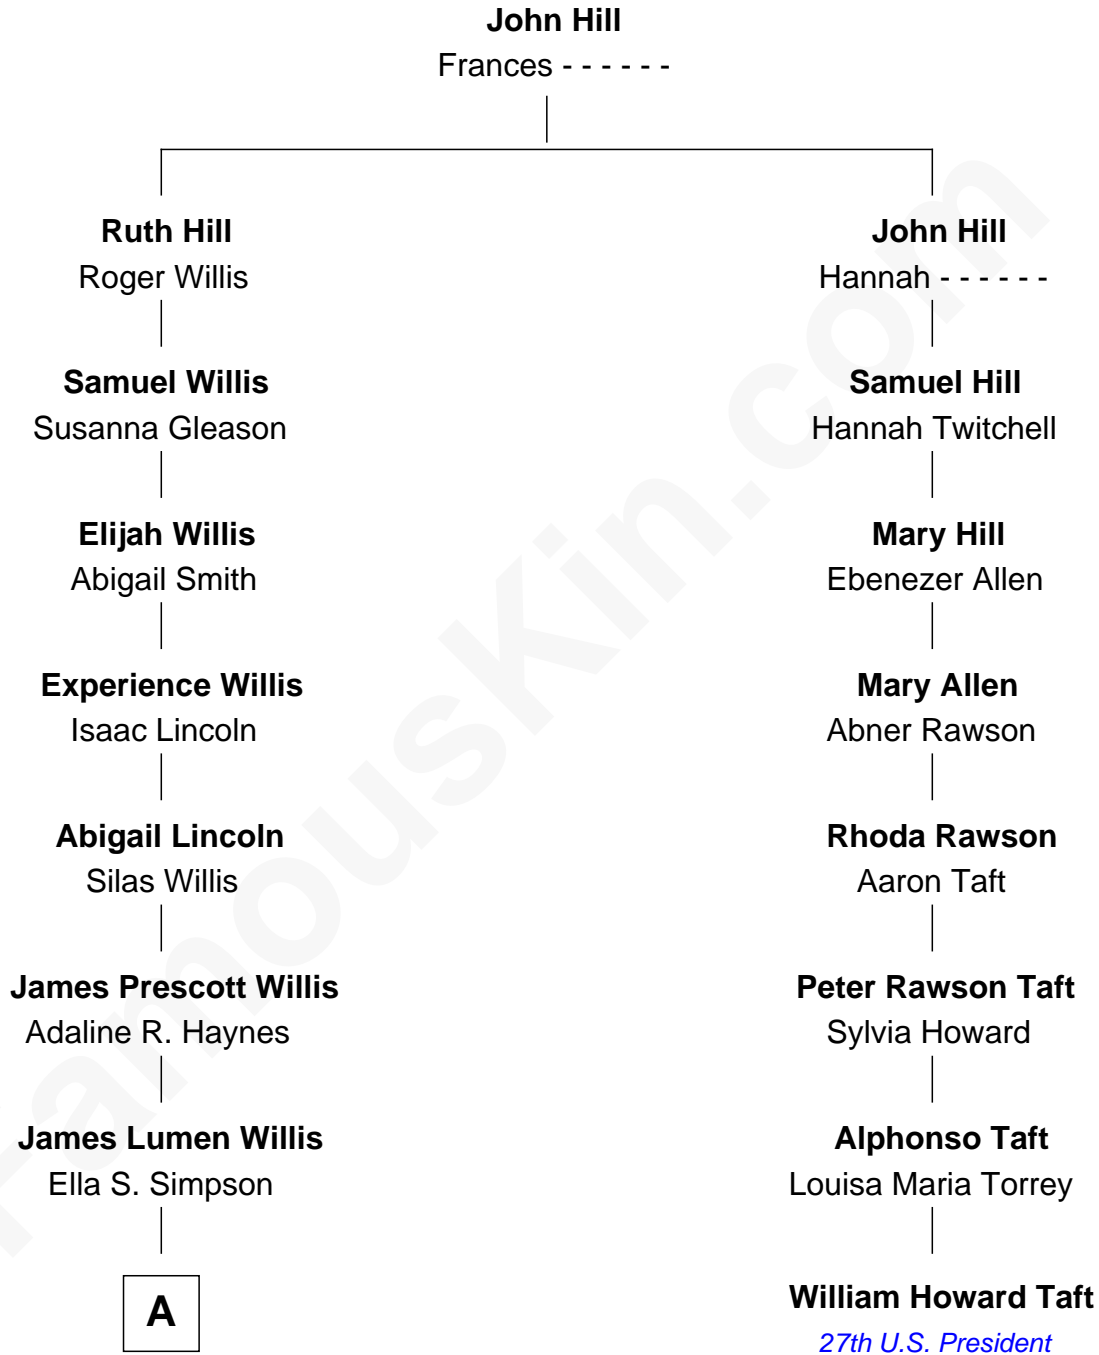 John Hill
Frances - - - - - -
Ruth Hill
Roger Willis
John Hill
Hannah - - - - - -
Samuel Willis
Susanna Gleason
Samuel Hill
Hannah Twitchell
Elijah Willis
Abigail Smith
Mary Hill
Ebenezer Allen
Experience Willis
Isaac Lincoln
Mary Allen
Abner Rawson
Abigail Lincoln
Silas Willis
Rhoda Rawson
Aaron Taft
James Prescott Willis
Adaline R. Haynes
Peter Rawson Taft
Sylvia Howard
James Lumen Willis
Ella S. Simpson
Alphonso Taft
Louisa Maria Torrey
A
William Howard Taft
27th U.S. President
FamousKin.com